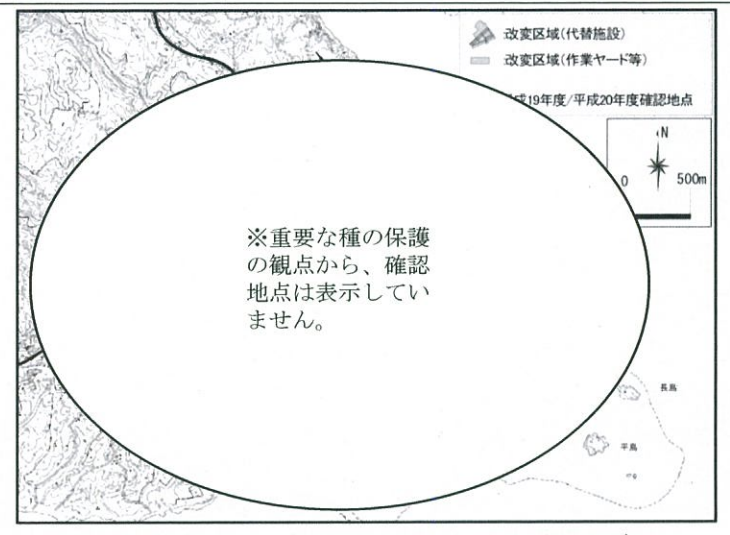 改変区域(代替施設)
改変区域(作業ヤード等)
成19年度/平成20年度確認地点
N
0 500m
※重要な種の保護
の観点から、確認
地点は表示してい
ません。
長島
平島